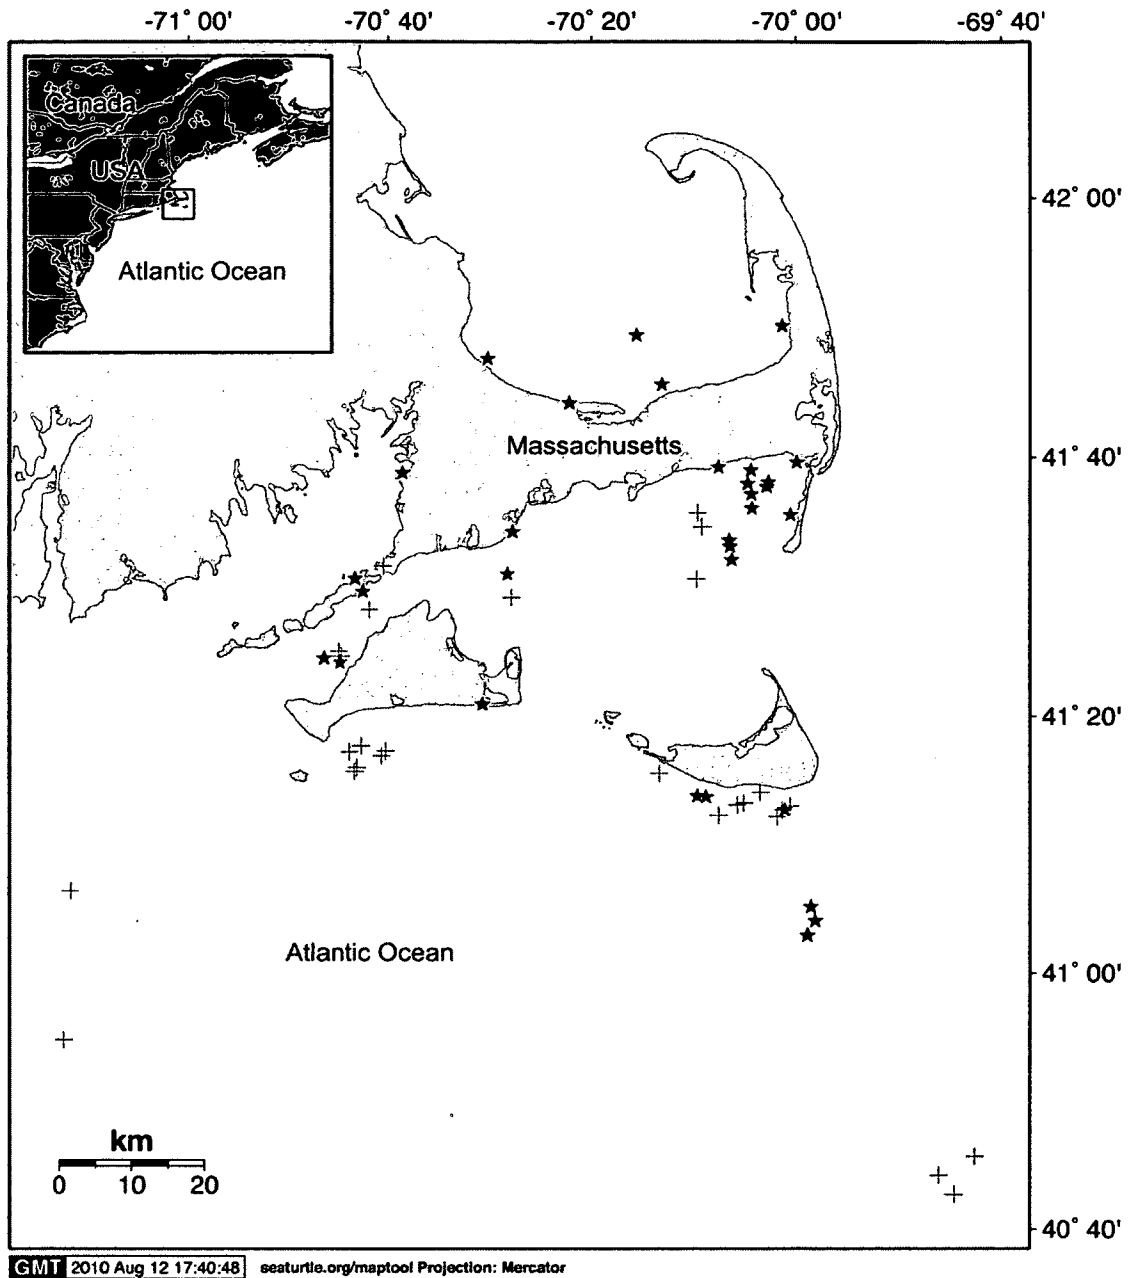 -71° 00' -70° 40' -70° 20' -70° 00' -69° 40'
Canada
USA
Atlantic Ocean
42° 00'
Massachusetts
41° 40'
41° 20'
Atlantic Ocean
41° 00'
km
0 10 20
40° 40'
GMT 2010 Aug 12 17:40:48 seaturtle.org/maptool Projection: Mercator